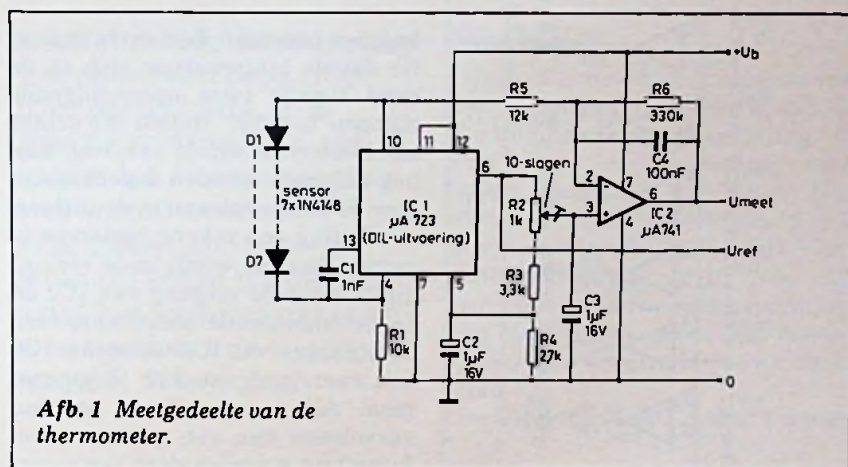 +Ub
R5
12k
R6
330k
C4
100nF
10
11
12
D1
sensor
7x1N4148
D7
IC 1
µA 723
(DIL-uitvoering)
6
10-slagen
R2
1k
2
3
7
6
4
IC 2
µA741
Umeet
Uref
13
C1
1nF
4
7
5
R3
3,3k
C3
1µF
16V
R1
10k
C2
1µF
16V
R4
2,7k
0
Afb. 1 Meetgedeelte van de
thermometer.